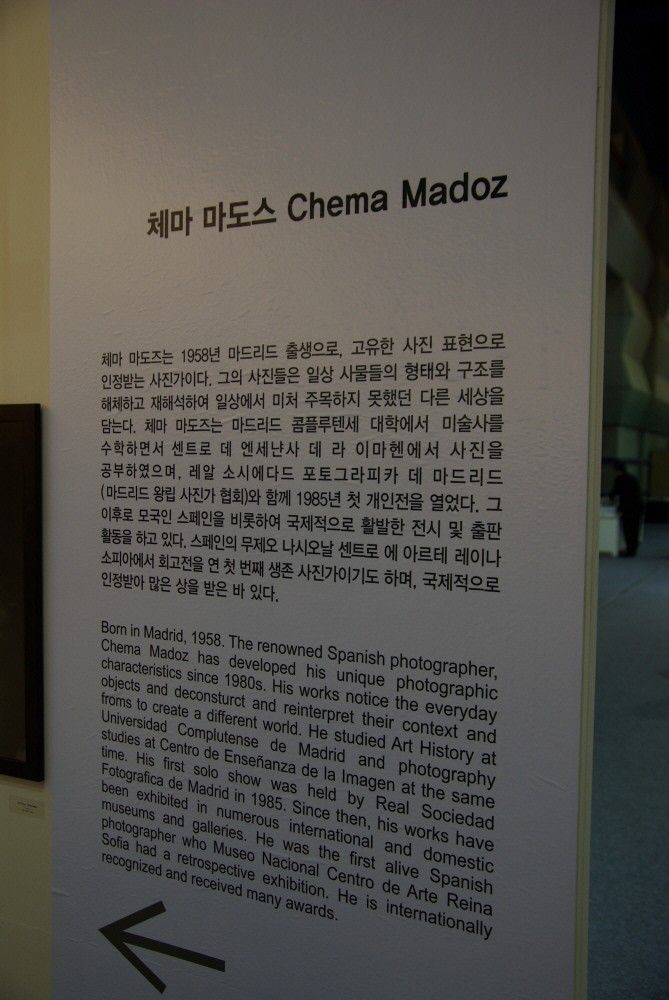 체마 마도스 Chema Madoz
체마 마도즈는 1958년 마드리드 출생으로, 고유한 사진 표현으로
인정받는 사진가이다. 그의 사진들은 일상 사물들의 형태와 구조를
해체하고 재해석하여 일상에서 미처 주목하지 못했던 다른 세상을
담는다. 체마 마도즈는 마드리드 콤플루텐세 대학에서 미술사를
수학하면서 센트로 데 엔세냔사 데 라 이마헨에서 사진을
공부하였으며, 레알 소시에다드 포토그라피카 데 마드리드
(마드리드 왕립 사진가 협회)와 함께 1985년 첫 개인전을 열었다. 그
이후로 모국인 스페인을 비롯하여 국제적으로 활발한 전시 및 출판
활동을 하고 있다. 스페인의 무제오 나시오날 센트로 에 아르테 레이나
소피아에서 회고전을 연 첫 번째 생존 사진가이기도 하며, 국제적으로
인정받아 많은 상을 받은 바 있다.
Born in Madrid, 1958. The renowned Spanish photographer,
Chema Madoz has developed his unique photographic
characteristics since 1980s. His works notice the everyday
objects and deconsturct and reinterpret their context and
froms to create a different world. He studied Art History at
Universidad Complutense de Madrid and photography
studies at Centro de Enseñanza de la Imagen at the same
time. His first solo show was held by Real Sociedad
Fotografica de Madrid in 1985. Since then, his works have
been exhibited in numerous international and domestic
museums and galleries. He was the first alive Spanish
photographer who Museo Nacional Centro de Arte Reina
Sofia had a retrospective exhibition. He is internationally
recognized and received many awards.